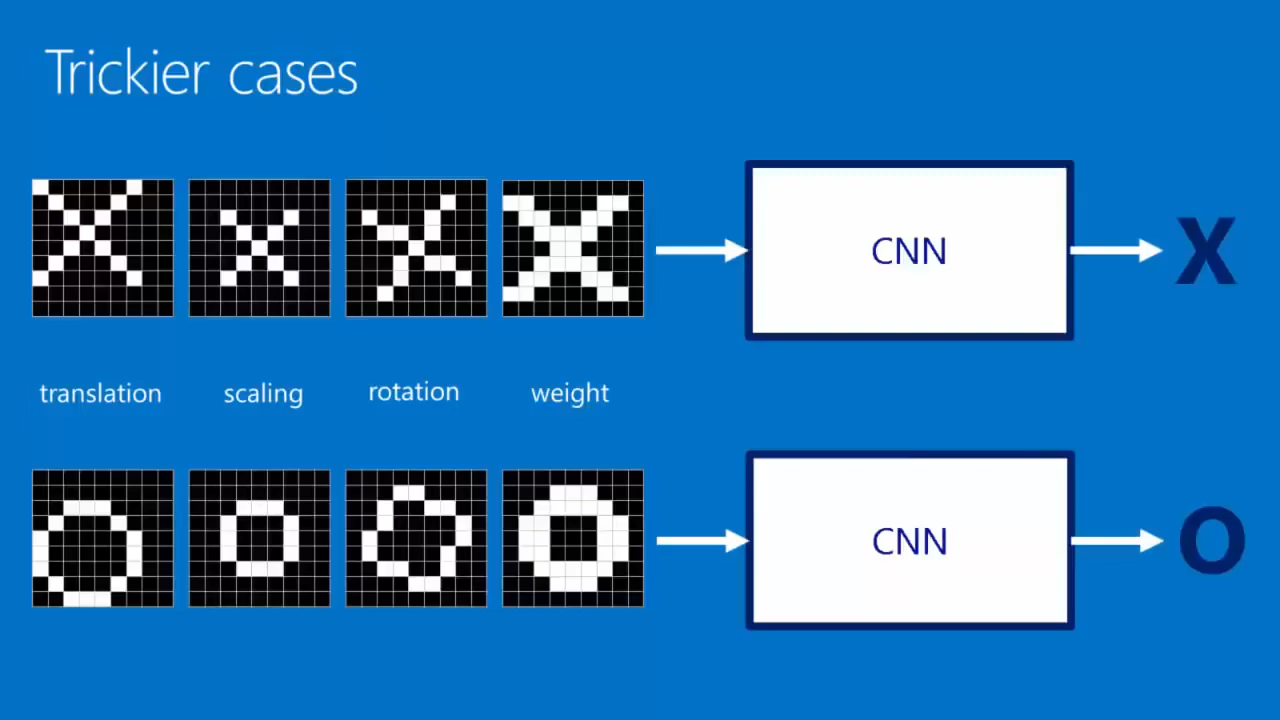 Trickier cases
CNN
X
translation scaling rotation weight
CNN
O